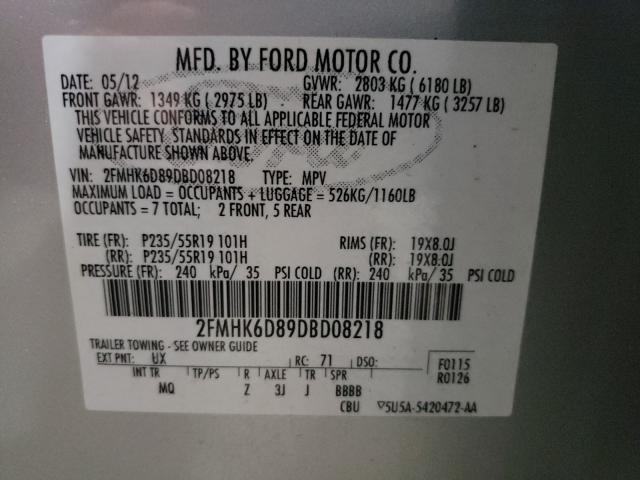 MFD. BY FORD MOTOR CO.
DATE: 05/12 GVWR: 2803 KG ( 6180 LB)
FRONT GAWR: 1349 KG ( 2975 LB) REAR GAWR: 1477 KG ( 3257 LB)
THIS VEHICLE CONFORMS TO ALL APPLICABLE FEDERAL MOTOR
VEHICLE SAFETY STANDARDS IN EFFECT ON THE DATE OF
MANUFACTURE SHOWN ABOVE.
VIN: 2FMHK6D89DBD08218 TYPE: MPV
MAXIMUM LOAD = OCCUPANTS + LUGGAGE = 526KG/1160LB
OCCUPANTS = 7 TOTAL; 2 FRONT, 5 REAR
TIRE (FR): P235/55R19 101H RIMS (FR): 19X8.0J
(RR): P235/55R19 101H (RR): 19X8.0J
PRESSURE (FR): 240 kPa/ 35 PSI COLD (RR): 240 kPa/ 35 PSI COLD
2FMHK6D89DBD08218
TRAILER TOWING - SEE OWNER GUIDE
EXT PNT: UX RC: 71 DSO: F0115
INT TR TP/PS R AXLE TR SPR R0126
MQ Z 3J J BBBB
CBU ▽5U5A-5420472-AA